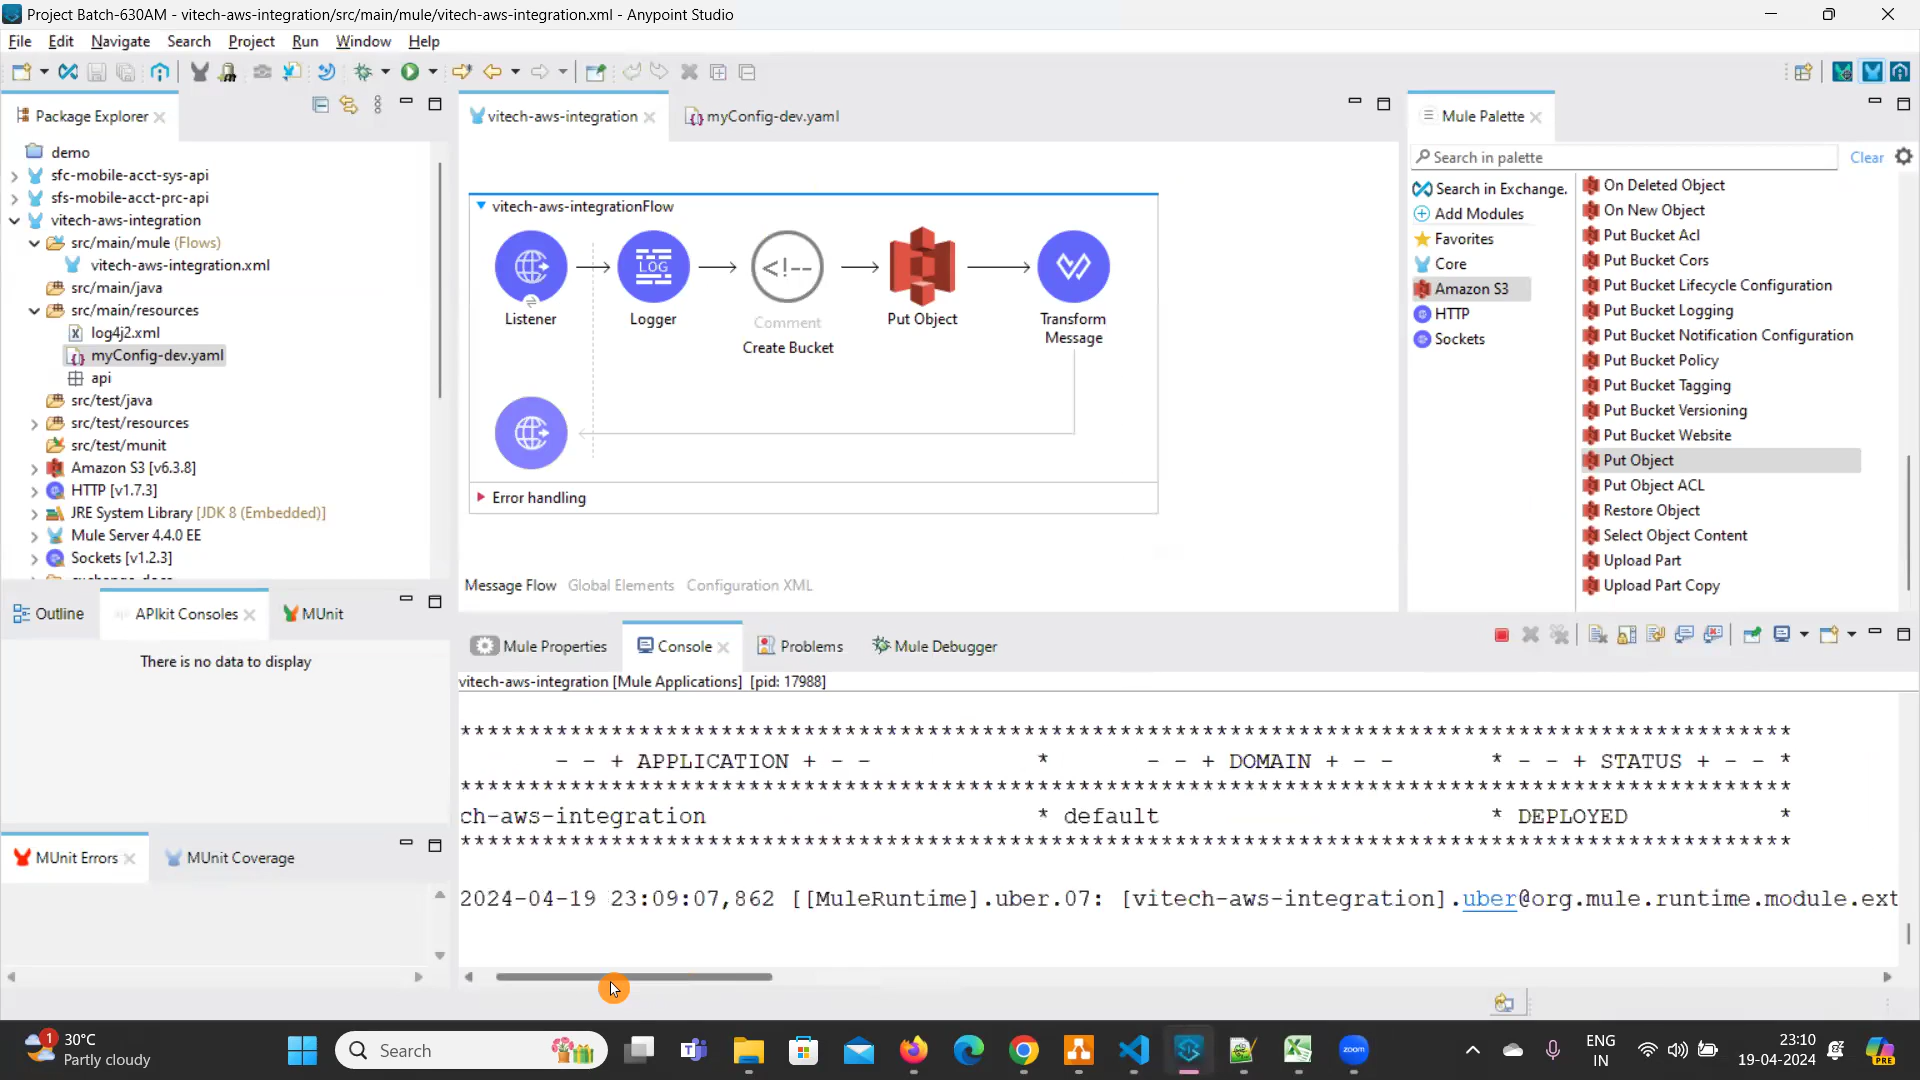 Project Batch-630AM - vitech-aws-integration/src/main/mule/vitech-aws-integration.xml - Anypoint Studio
File Edit Navigate Search Project Run Window Help
Package Explorer
demo
sfc-mobile-acct-sys-api
sfs-mobile-acct-prc-api
vitech-aws-integration
src/main/mule (Flows)
vitech-aws-integration.xml
src/main/java
src/main/resources
log4j2.xml
myConfig-dev.yaml
api
src/test/java
src/test/resources
src/test/munit
Amazon S3 [v6.3.8]
HTTP [v1.7.3]
JRE System Library [JDK 8 (Embedded)]
Mule Server 4.4.0 EE
Sockets [v1.2.3]
vitech-aws-integration
myConfig-dev.yaml
vitech-aws-integrationFlow
LOG
<!--
Listener
Logger
Comment
Create Bucket
Put Object
Transform
Message
Error handling
Message Flow Global Elements Configuration XML
Mule Palette
Search in palette
Clear
Search in Exchange.
Add Modules
Favorites
Core
Amazon S3
HTTP
Sockets
On Deleted Object
On New Object
Put Bucket Acl
Put Bucket Cors
Put Bucket Lifecycle Configuration
Put Bucket Logging
Put Bucket Notification Configuration
Put Bucket Policy
Put Bucket Tagging
Put Bucket Versioning
Put Bucket Website
Put Object
Put Object ACL
Restore Object
Select Object Content
Upload Part
Upload Part Copy
Outline
APIkit Consoles
MUnit
There is no data to display
MUnit Errors
MUnit Coverage
Mule Properties
Console
Problems
Mule Debugger
vitech-aws-integration [Mule Applications] [pid: 17988]
- - + APPLICATION + - - * - - + DOMAIN + - - * - - + STATUS + - - *
ch-aws-integration * default * DEPLOYED *
2024-04-19 23:09:07,862 [[MuleRuntime].uber.07: [vitech-aws-integration].uber@org.mule.runtime.module.ext
1
30°C
Partly cloudy
Search
zoom
ENG
IN
23:10
19-04-2024
PRE